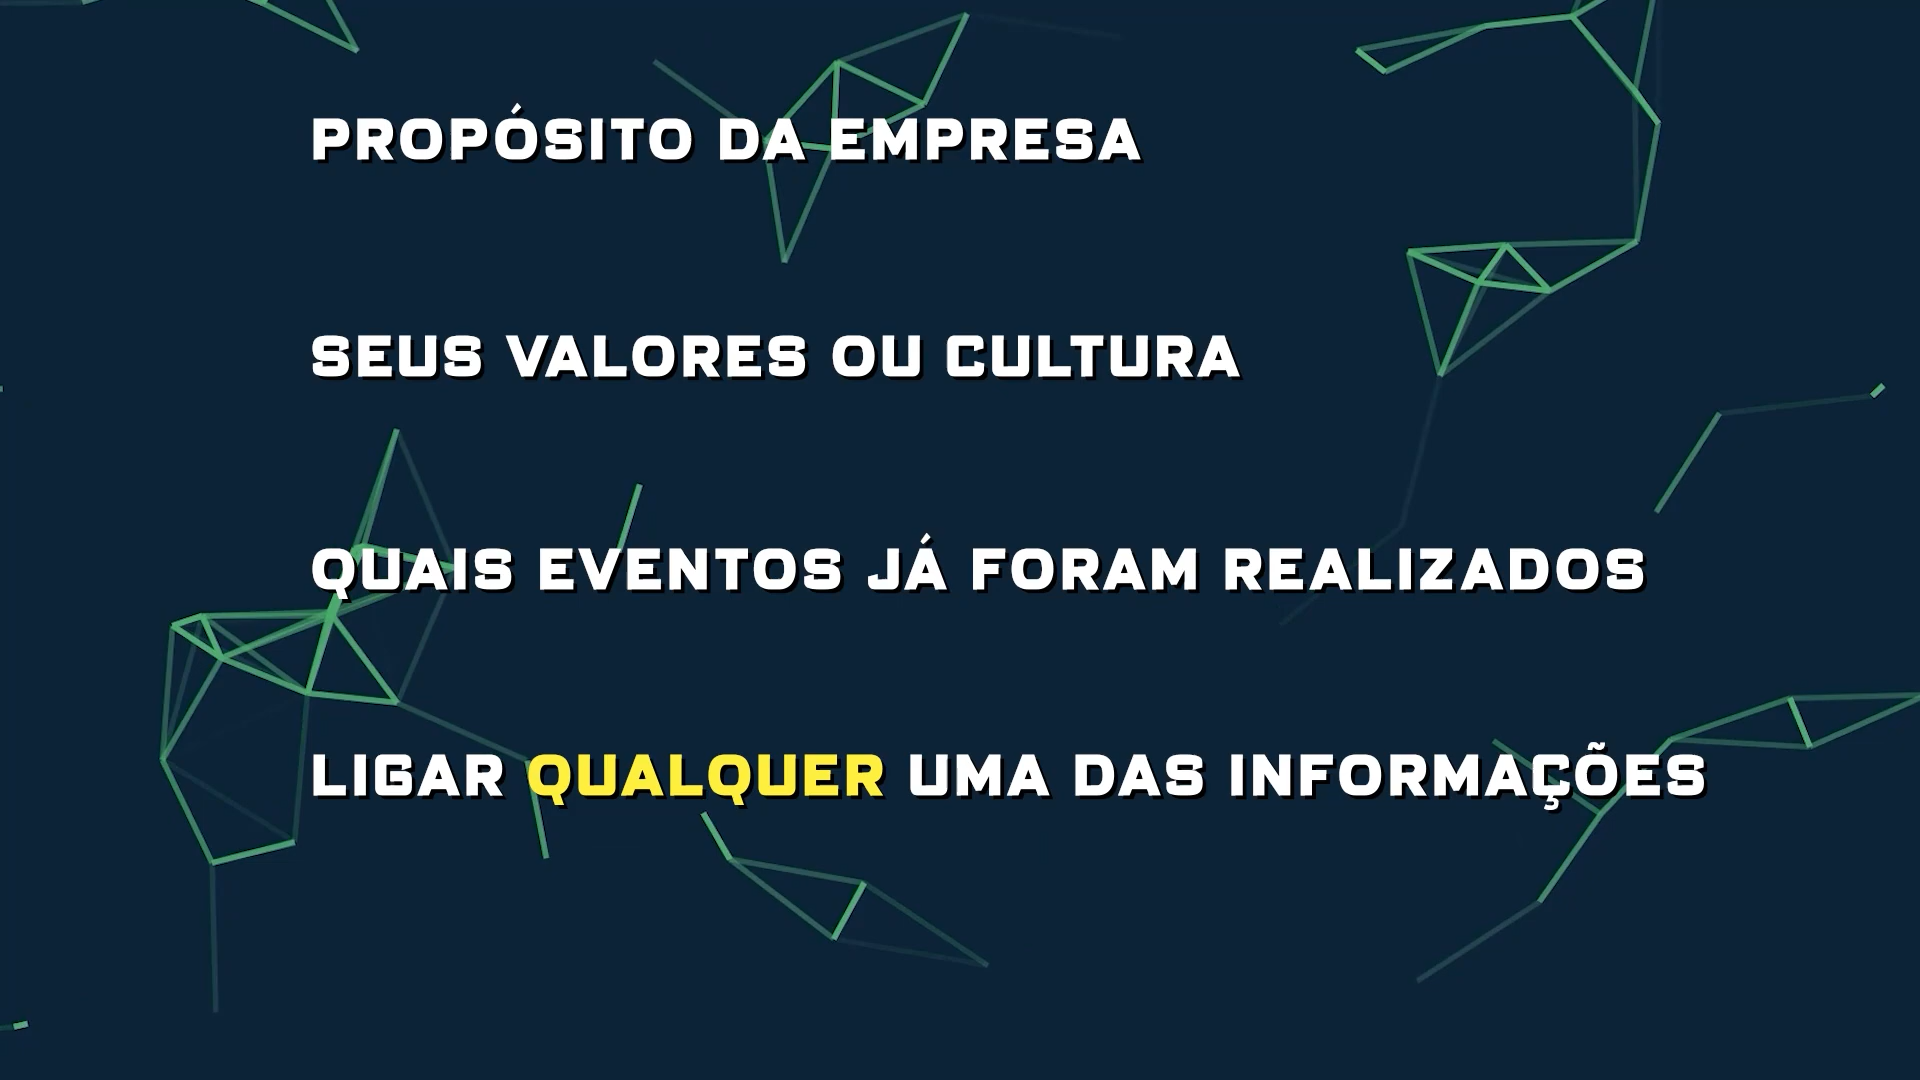 PROPÓSITO DA EMPRESA
SEUS VALORES OU CULTURA
QUAIS EVENTOS JÁ FORAM REALIZADOS
LIGAR QUALQUER UMA DAS INFORMAÇÕES